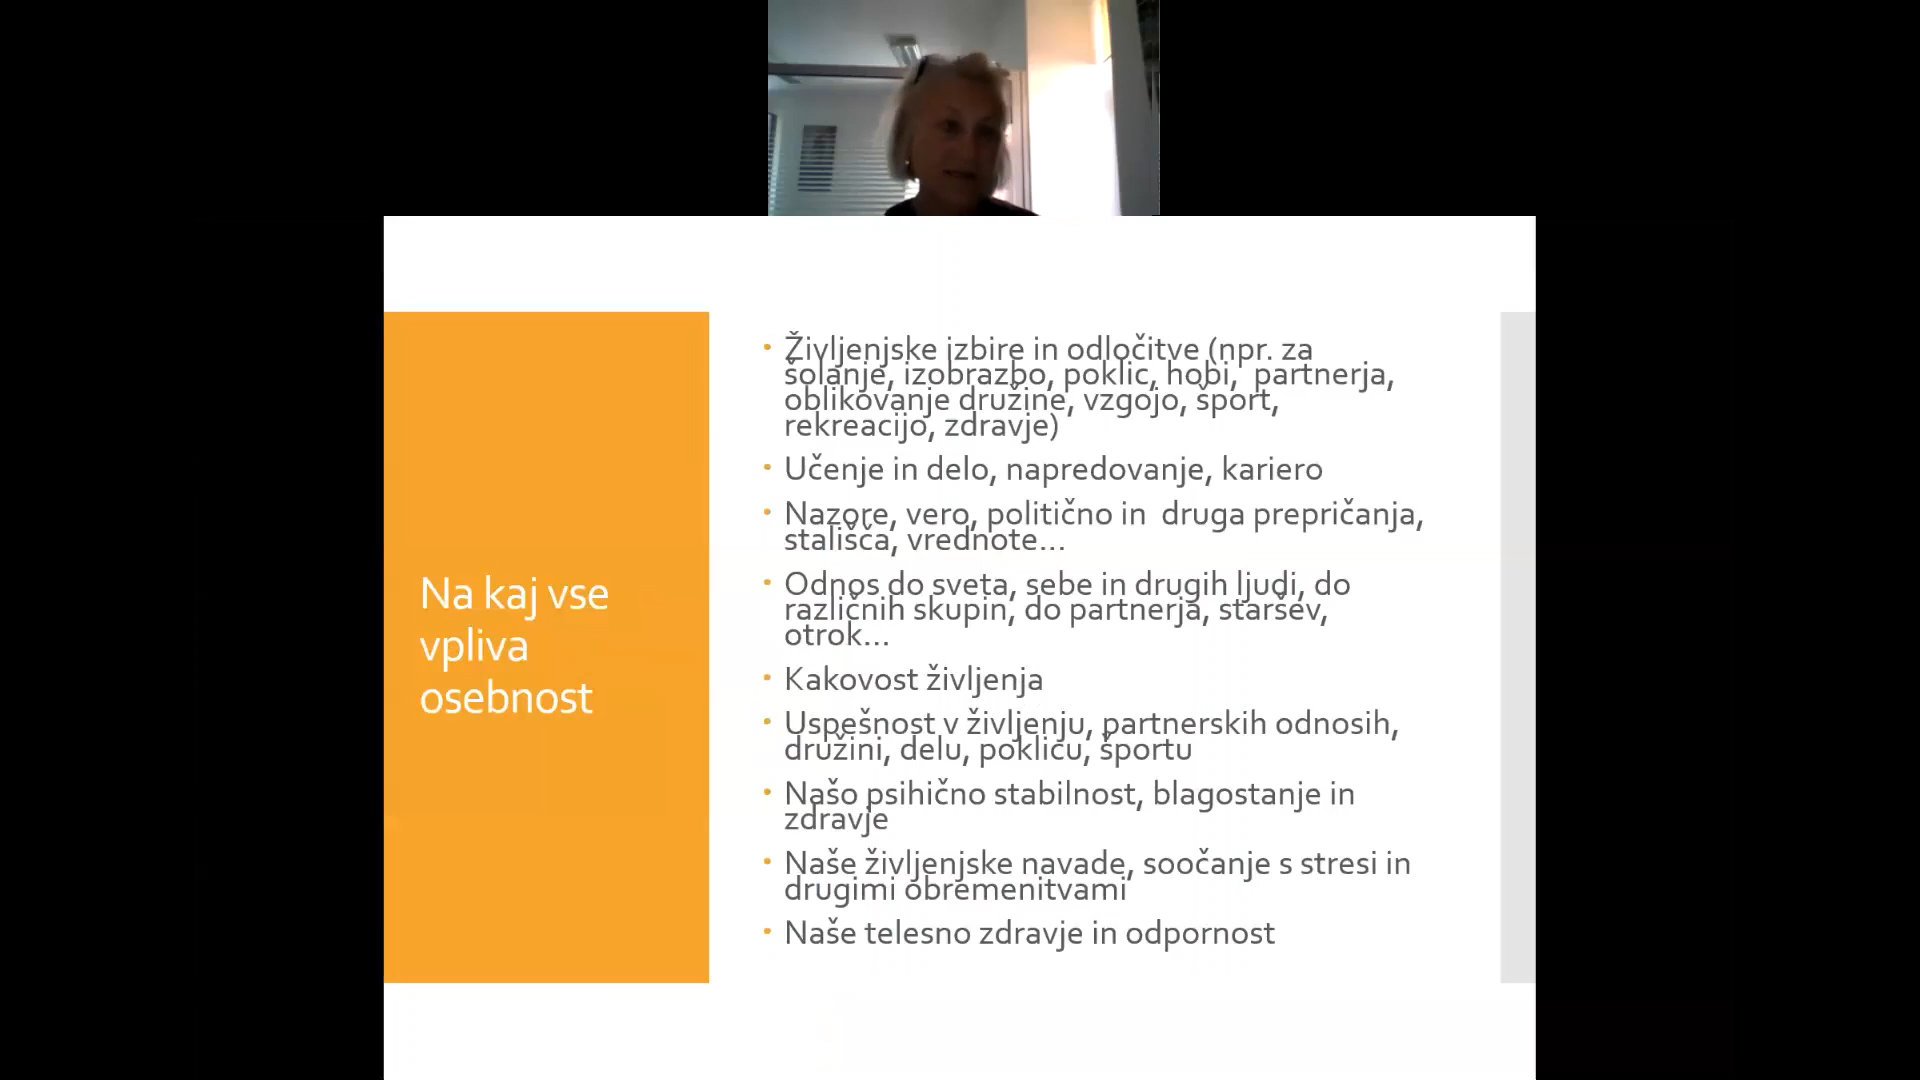 Na kaj vse
vpliva
osebnost
• Življenjske izbire in odločitve (npr. za
šolanje, izobrazbo, poklic, hobi,  partnerja,
oblikovanje družine, vzgojo, šport,
rekreacijo, zdravje)
• Učenje in delo, napredovanje, kariero
• Nazore, vero, politično in  druga prepričanja,
stališča, vrednote...
• Odnos do sveta, sebe in drugih ljudi, do
različnih skupin, do partnerja, staršev,
otrok...
• Kakovost življenja
• Uspešnost v življenju, partnerskih odnosih,
družini, delu, poklicu, športu
• Našo psihično stabilnost, blagostanje in
zdravje
• Naše življenjske navade, soočanje s stresi in
drugimi obremenitvami
• Naše telesno zdravje in odpornost